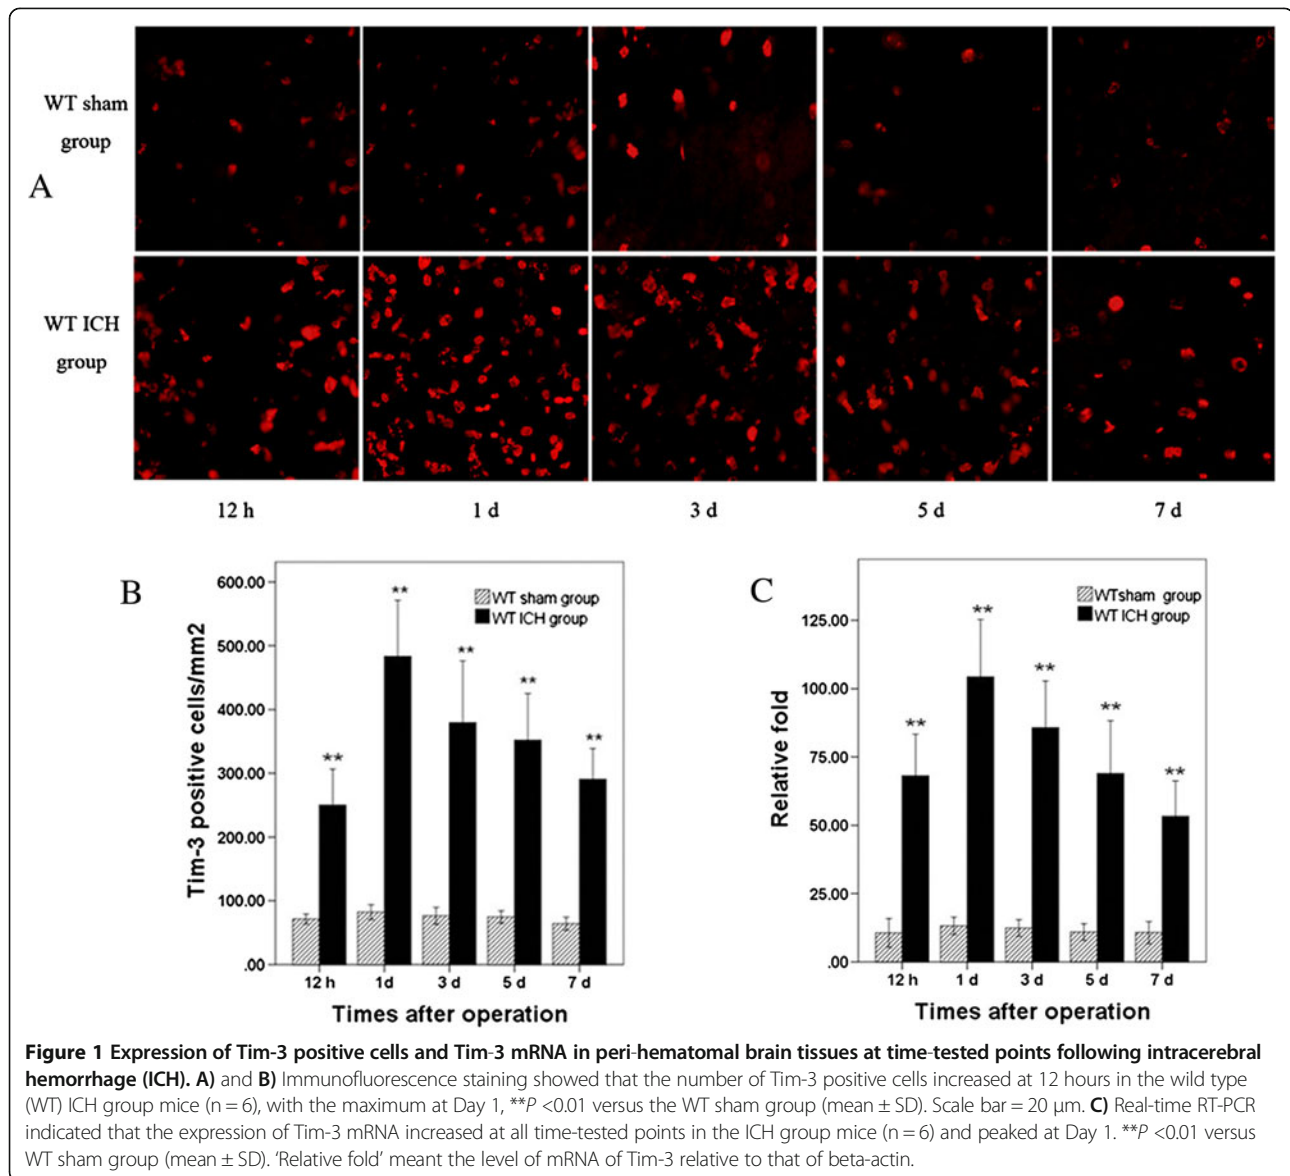 WT sham
group
A
WT ICH
group
12 h
1 d
3 d
5 d
7 d
B
Tim-3 positive cells/mm2
600.00
500.00
400.00
300.00
200.00
100.00
.00
WT sham group
WT ICH group
**
**
**
**
**
12 h
1d
3 d
5 d
7 d
Times after operation
C
Relative fold
125.00
100.00
75.00
50.00
25.00
.00
WTsham group
WT ICH group
**
**
**
**
**
12 h
1 d
3 d
5 d
7 d
Times after operation
Figure 1 Expression of Tim-3 positive cells and Tim-3 mRNA in peri-hematomal brain tissues at time-tested points following intracerebral
hemorrhage (ICH). A) and B) Immunofluorescence staining showed that the number of Tim-3 positive cells increased at 12 hours in the wild type
(WT) ICH group mice (n = 6), with the maximum at Day 1, **P <0.01 versus the WT sham group (mean ± SD). Scale bar = 20 μm. C) Real-time RT-PCR
indicated that the expression of Tim-3 mRNA increased at all time-tested points in the ICH group mice (n = 6) and peaked at Day 1. **P <0.01 versus
WT sham group (mean ± SD). 'Relative fold' meant the level of mRNA of Tim-3 relative to that of beta-actin.